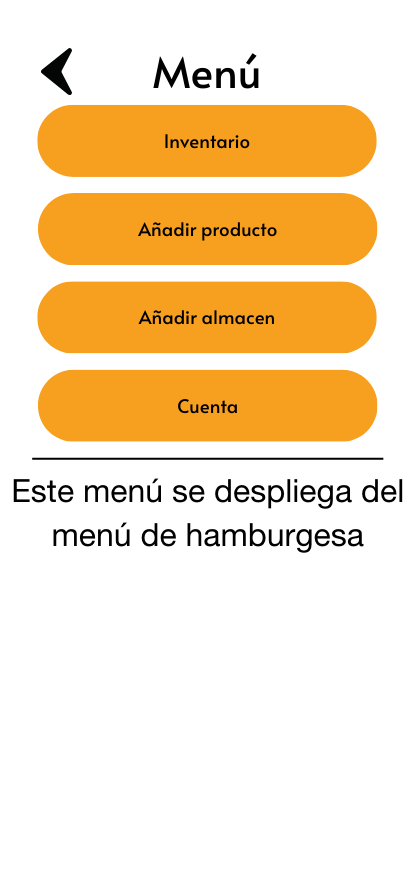 Menú
Inventario
Añadir producto
Añadir almacen
Cuenta
Este menú se despliega del
menú de hamburgesa